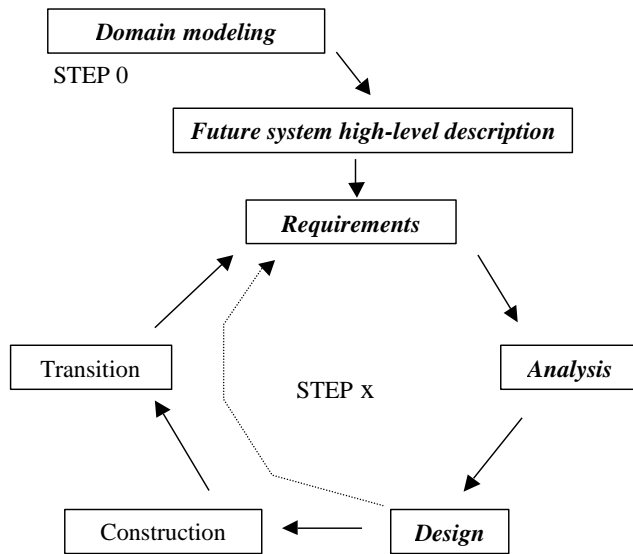 Domain modeling
STEP 0
Future system high-level description
Requirements
Transition
Analysis
STEP x
Construction
Design